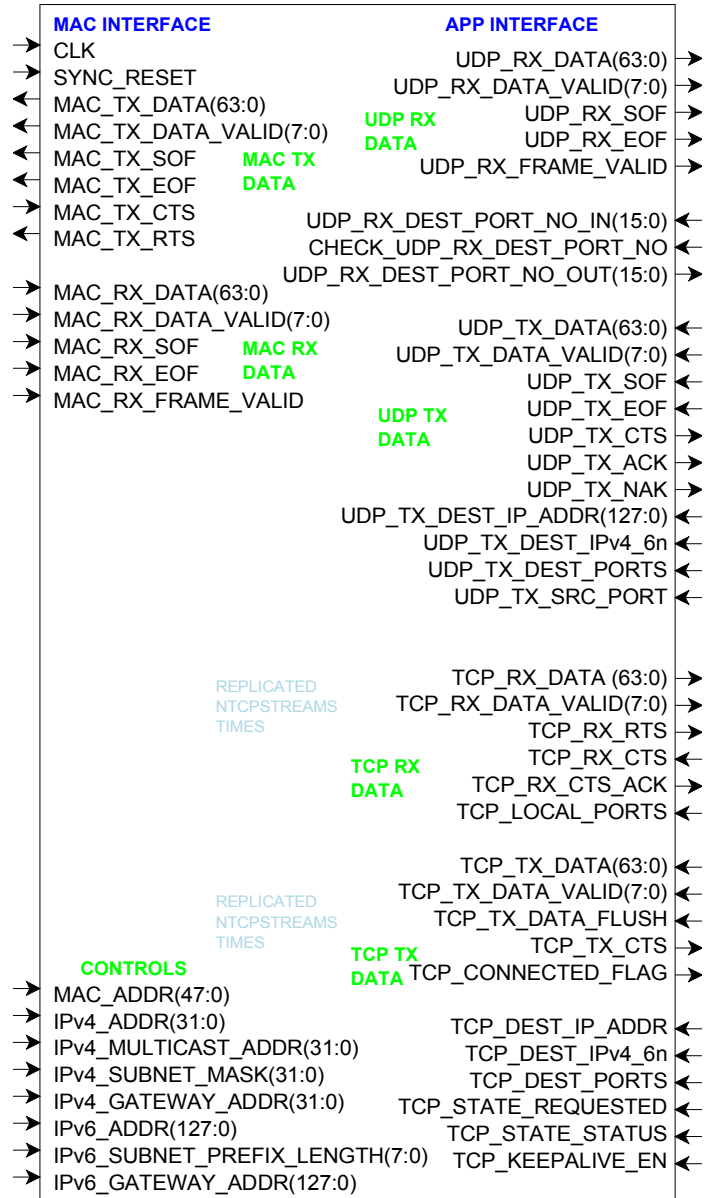 MAC INTERFACE
CLK
SYNC_RESET
MAC_TX_DATA(63:0)
MAC_TX_DATA_VALID(7:0)
MAC_TX_SOF
MAC_TX_EOF
MAC_TX_CTS
MAC_TX_RTS
MAC TX
DATA
MAC_RX_DATA(63:0)
MAC_RX_DATA_VALID(7:0)
MAC_RX_SOF
MAC_RX_EOF
MAC_RX_FRAME_VALID
MAC RX
DATA
APP INTERFACE
UDP_RX_DATA(63:0)
UDP_RX_DATA_VALID(7:0)
UDP_RX_SOF
UDP_RX_EOF
UDP_RX_FRAME_VALID
UDP RX
DATA
UDP_RX_DEST_PORT_NO_IN(15:0)
CHECK_UDP_RX_DEST_PORT_NO
UDP_RX_DEST_PORT_NO_OUT(15:0)
UDP_TX_DATA(63:0)
UDP_TX_DATA_VALID(7:0)
UDP_TX_SOF
UDP_TX_EOF
UDP_TX_CTS
UDP_TX_ACK
UDP_TX_NAK
UDP TX
DATA
UDP_TX_DEST_IP_ADDR(127:0)
UDP_TX_DEST_IPv4_6n
UDP_TX_DEST_PORTS
UDP_TX_SRC_PORT
REPLICATED
NTCPSTREAMS
TIMES
TCP_RX_DATA (63:0)
TCP_RX_DATA_VALID(7:0)
TCP_RX_RTS
TCP_RX_CTS
TCP_RX_CTS_ACK
TCP_LOCAL_PORTS
TCP RX
DATA
REPLICATED
NTCPSTREAMS
TIMES
TCP_TX_DATA(63:0)
TCP_TX_DATA_VALID(7:0)
TCP_TX_DATA_FLUSH
TCP_TX_CTS
TCP_CONNECTED_FLAG
TCP TX
DATA
CONTROLS
MAC_ADDR(47:0)
IPv4_ADDR(31:0)
IPv4_MULTICAST_ADDR(31:0)
IPv4_SUBNET_MASK(31:0)
IPv4_GATEWAY_ADDR(31:0)
IPv6_ADDR(127:0)
IPv6_SUBNET_PREFIX_LENGTH(7:0)
IPv6_GATEWAY_ADDR(127:0)
TCP_DEST_IP_ADDR
TCP_DEST_IPv4_6n
TCP_DEST_PORTS
TCP_STATE_REQUESTED
TCP_STATE_STATUS
TCP_KEEPALIVE_EN